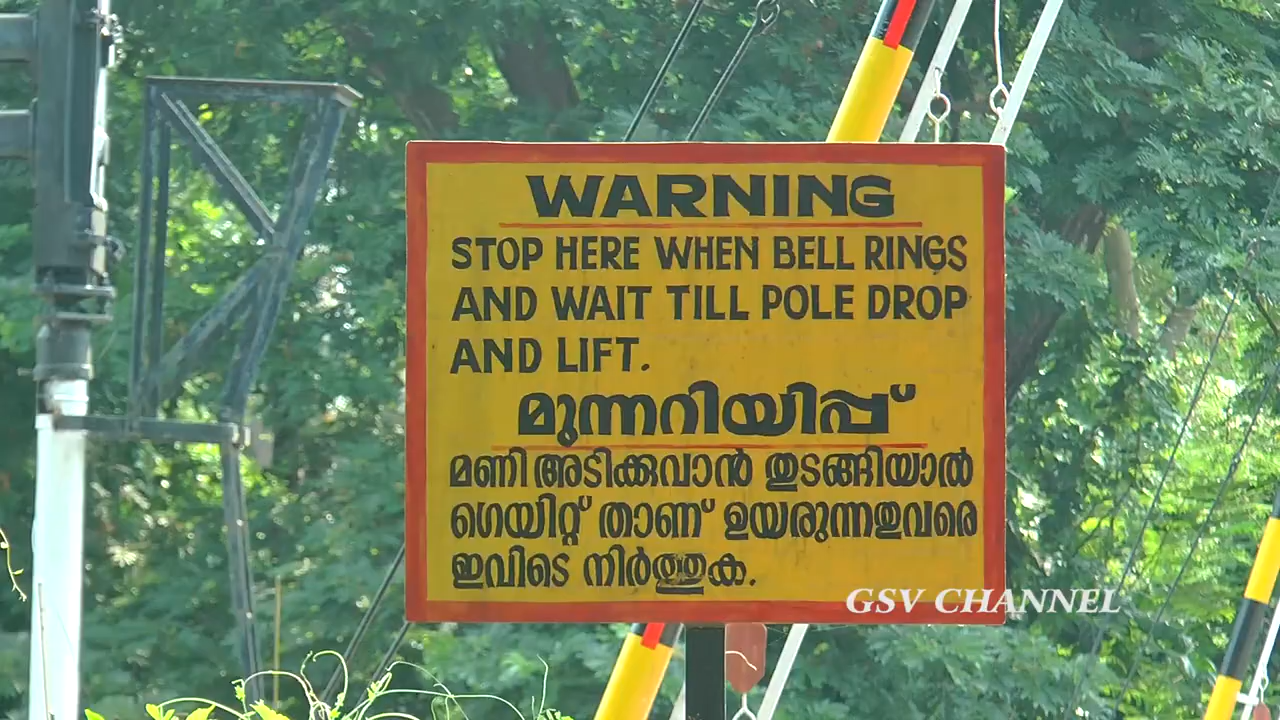 WARNING
STOP HERE WHEN BELL RINGS
AND WAIT TILL POLE DROP
AND LIFT.
മുന്നറിയിപ്പ്
മണി അടിക്കുവാൻ തുടങ്ങിയാൽ
ഗെയിറ്റ് താണ് ഉയരുന്നതുവരെ
ഇവിടെ നിർത്തുക.
GSV CHANNEL